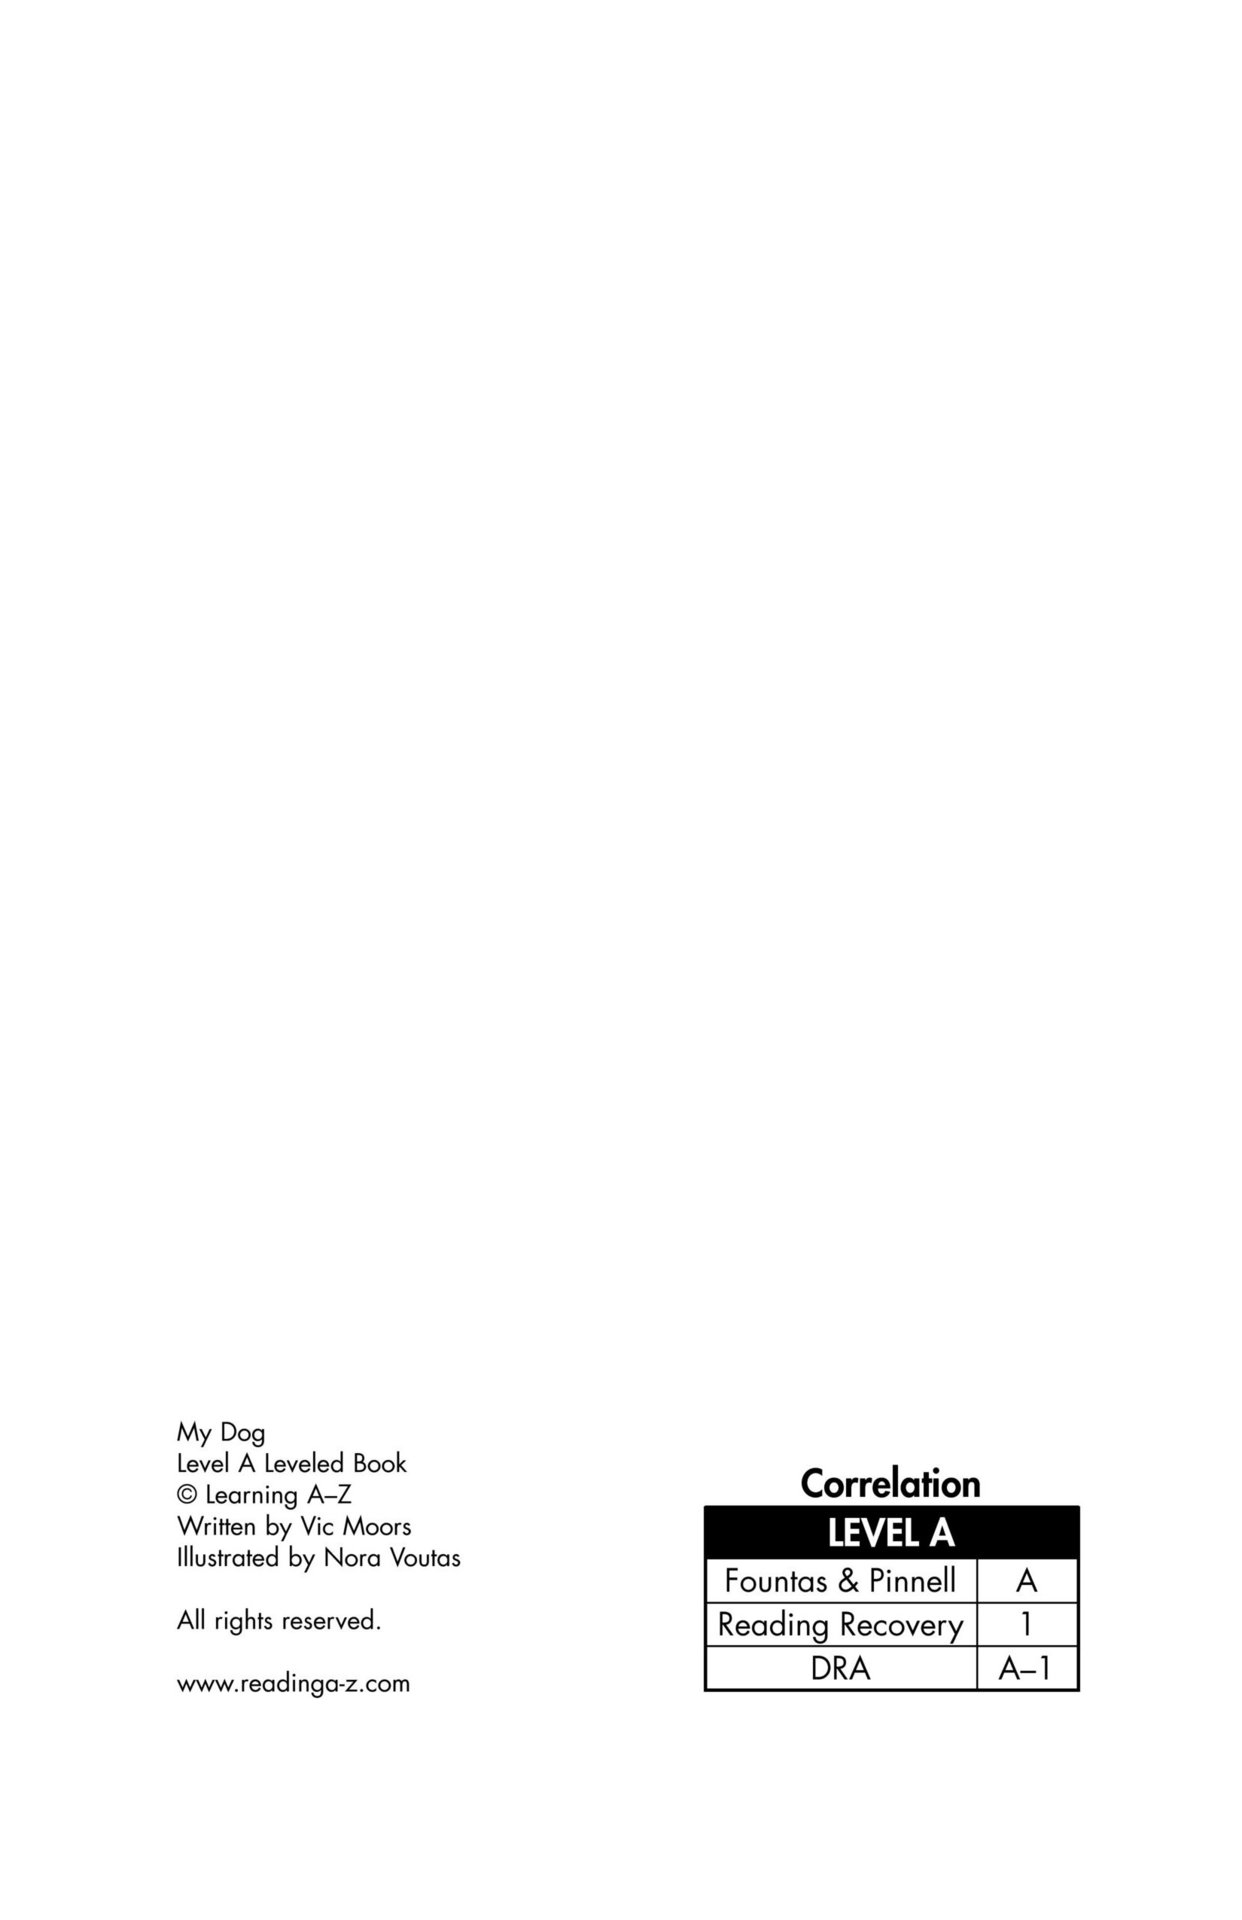 My Dog
Level A Leveled Book
© Learning A–Z
Written by Vic Moors
Illustrated by Nora Voutas
All rights reserved.
www.readinga-z.com
Correlation
LEVEL A
Fountas & Pinnell A
Reading Recovery 1
DRA A–1